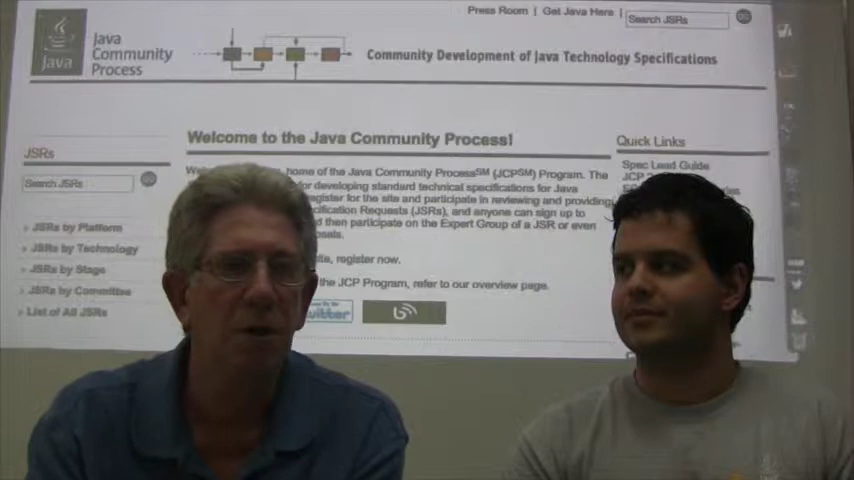 Press Room | Get Java Here |
Search JSRs
GO
Java
Java
Community
Process
Community Development of Java Technology Specifications
JSRs
Search JSRs
JSRs by Platform
JSRs by Technology
JSRs by Stage
JSRs by Committee
List of All JSRs
Welcome to the Java Community Process!
home of the Java Community ProcessSM (JCPSM) Program. The
for developing standard technical specifications for Java
register for the site and participate in reviewing and providing
Requests (JSRs), and anyone can sign up to
then participate on the Expert Group of a JSR or even
register now.
the JCP Program, refer to our overview page.
twitter
Quick Links
Spec Lead Guide
JCP